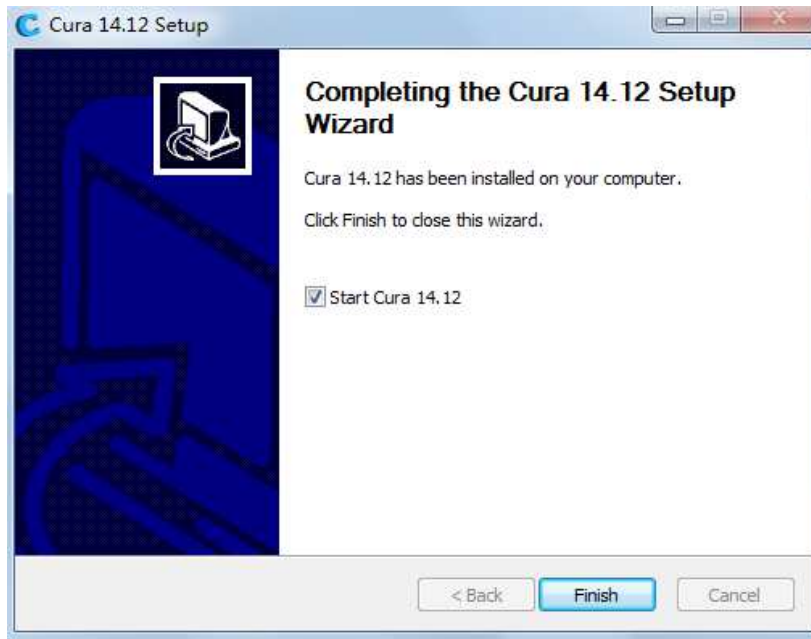 Cura 14.12 Setup
Completing the Cura 14.12 Setup
Wizard
Cura 14.12 has been installed on your computer.
Click Finish to close this wizard.
Start Cura 14.12
< Back
Finish
Cancel